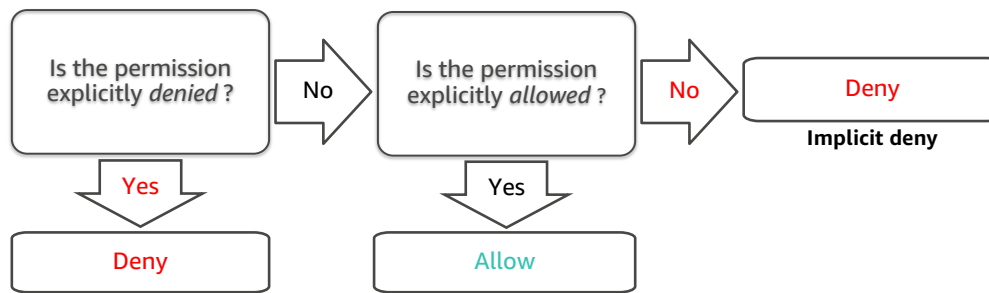 Is the permission
explicitly denied ?
No
Is the permission
explicitly allowed ?
No
Deny
Implicit deny
Yes
Yes
Deny
Allow